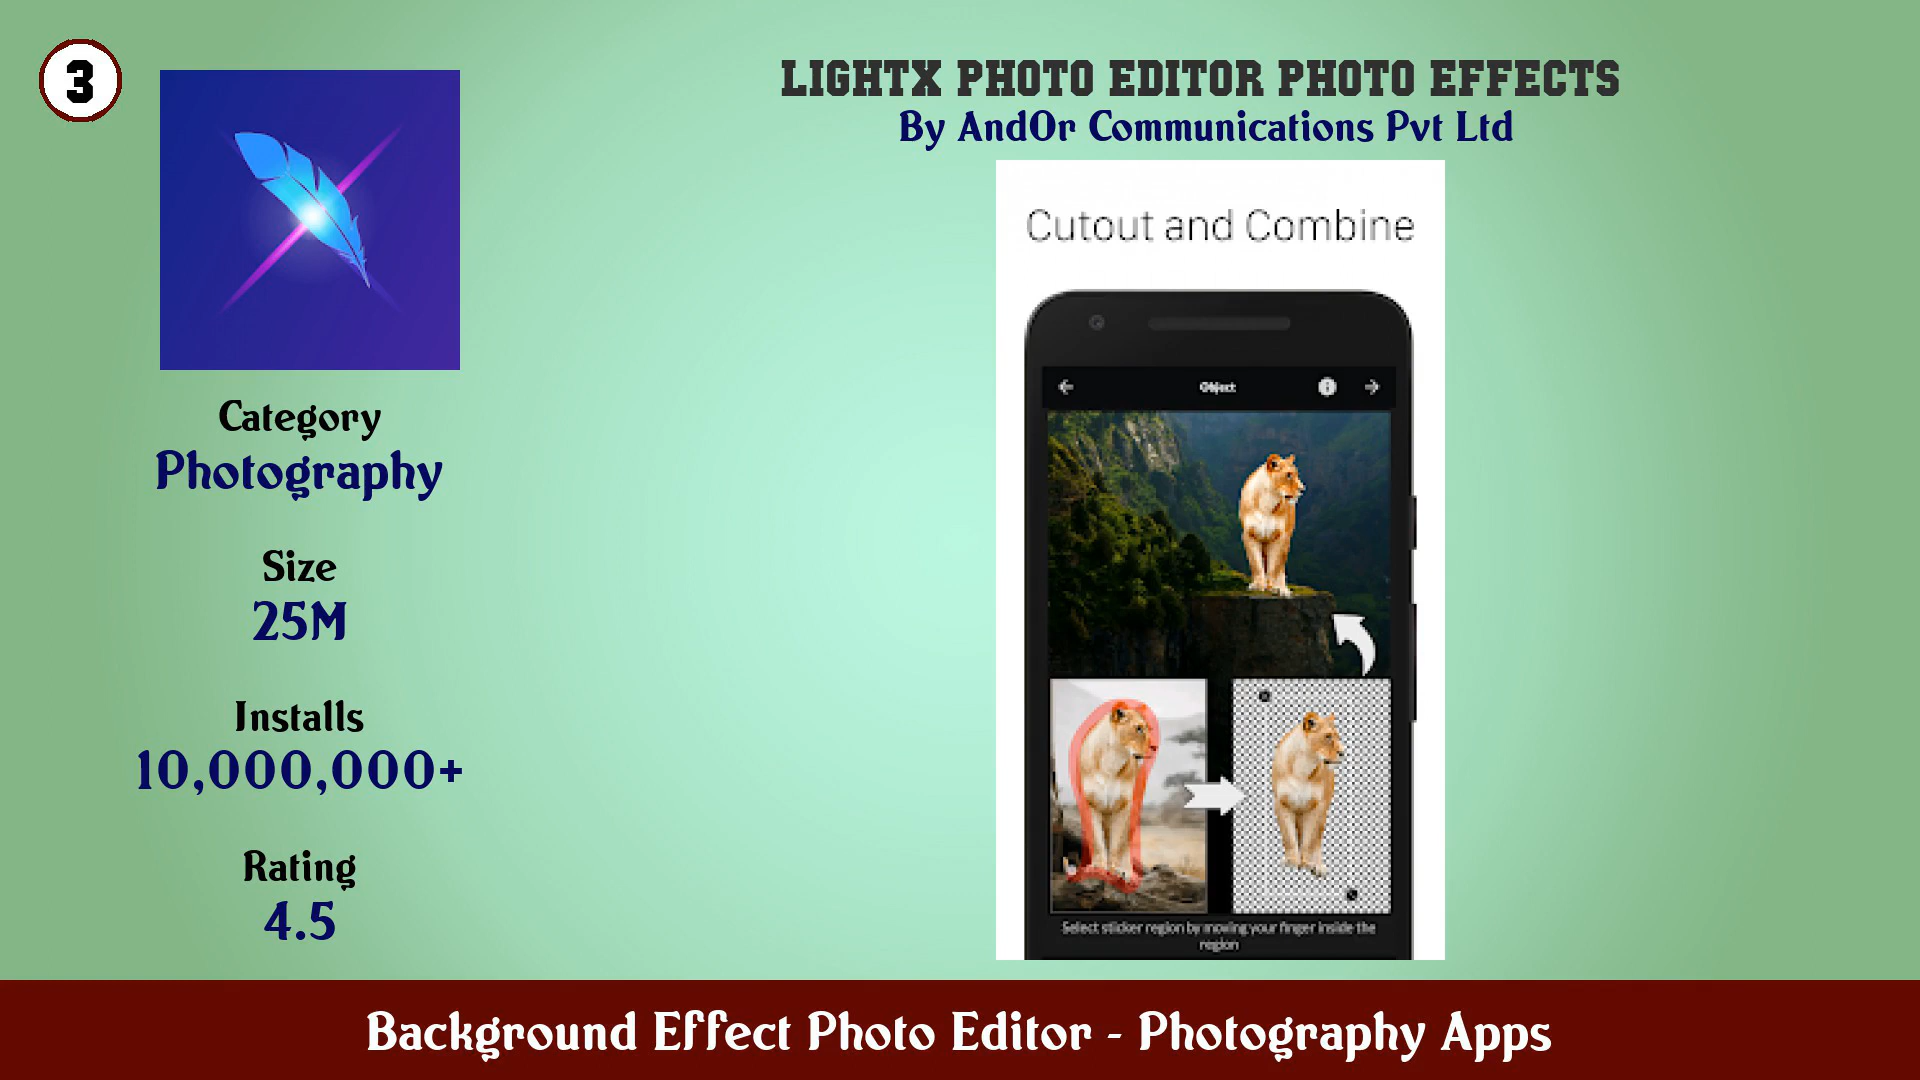 3
LIGHTX PHOTO EDITOR PHOTO EFFECTS
By AndOr Communications Pvt Ltd
Category
Photography
Size
25M
Installs
10,000,000+
Rating
4.5
Cutout and Combine
Object
Select sticker region by moving your finger inside the
region
Background Effect Photo Editor - Photography Apps